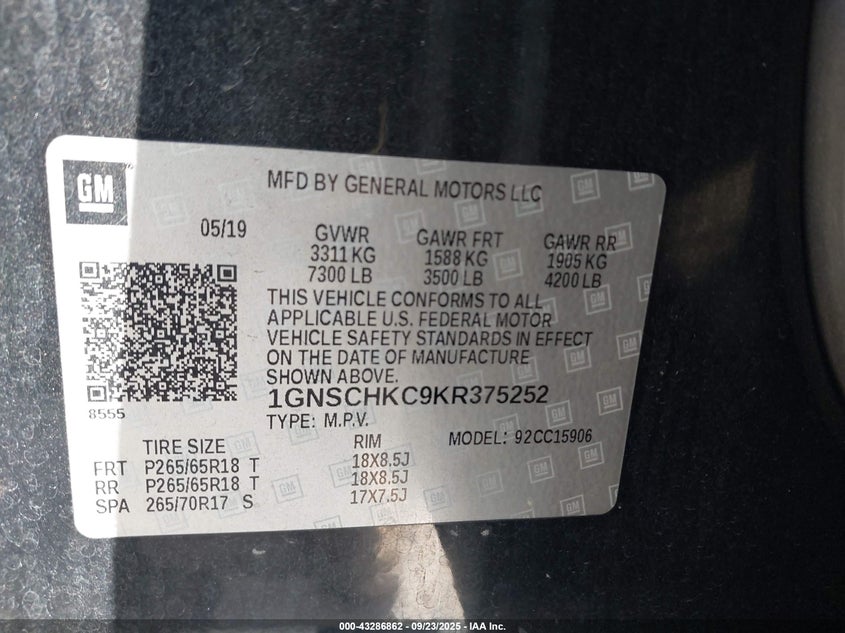 GM
MFD BY GENERAL MOTORS LLC
05/19
GVWR GAWR FRT GAWR RR
3311 KG 1588 KG 1905 KG
7300 LB 3500 LB 4200 LB
THIS VEHICLE CONFORMS TO ALL
APPLICABLE U.S. FEDERAL MOTOR
VEHICLE SAFETY STANDARDS IN EFFECT
ON THE DATE OF MANUFACTURE
SHOWN ABOVE.
8555
1GNSCHKC9KR375252
TYPE: M.P.V.
MODEL: 92CC15906
TIRE SIZE RIM
FRT P265/65R18 T 18X8.5J
RR P265/65R18 T 18X8.5J
SPA 265/70R17 S 17X7.5J
000-43286862 - 09/23/2025 - IAA Inc.